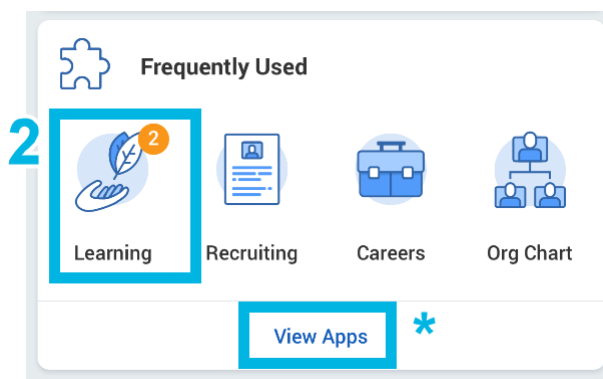 Frequently Used
2
2
Learning Recruiting Careers Org Chart
View Apps *